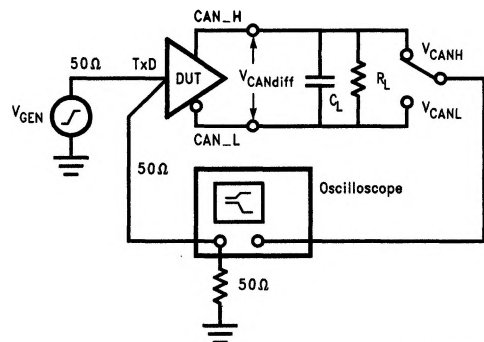 CAN_H
50Ω
TxD
DUT
V_GEN
V_CANdiff
C_L
R_L
V_CANH
V_CANL
CAN_L
50Ω
Oscilloscope
50Ω